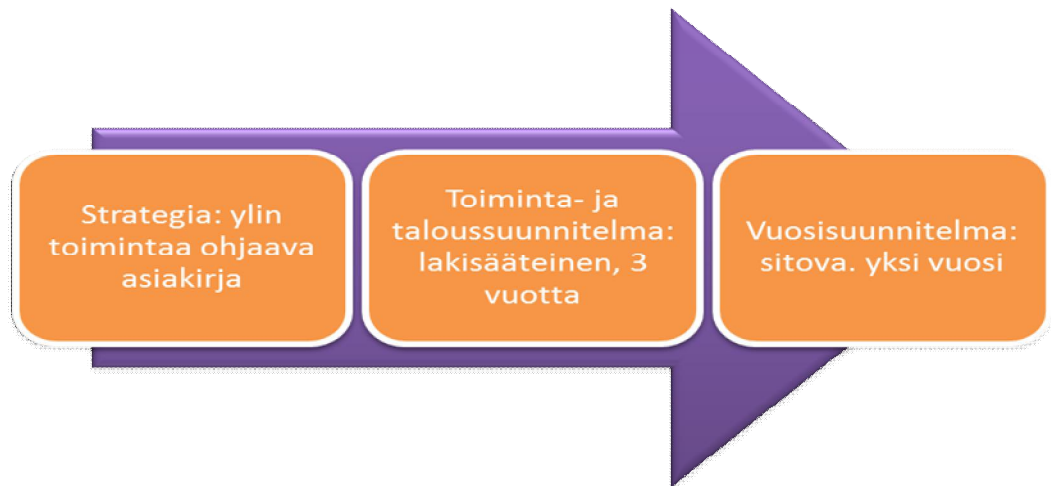 Strategia: ylin
toimintaa ohjaava
asiakirja
Toiminta- ja
taloussuunnitelma:
lakisääteinen, 3
vuotta
Vuosisuunnitelma:
sitova. yksi vuosi